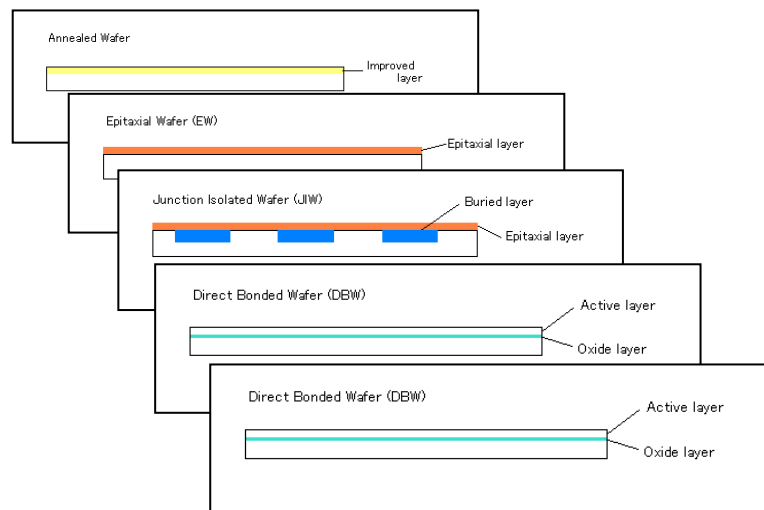 Annealed Wafer
Improved
layer
Epitaxial Wafer (EW)
Epitaxial layer
Junction Isolated Wafer (JIW)
Buried layer
Epitaxial layer
Direct Bonded Wafer (DBW)
Active layer
Oxide layer
Direct Bonded Wafer (DBW)
Active layer
Oxide layer